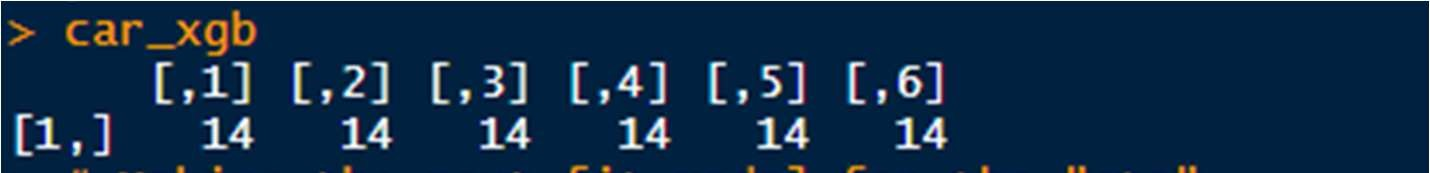 > car_xgb
[,1] [,2] [,3] [,4] [,5] [,6]
[1,] 14 14 14 14 14 14